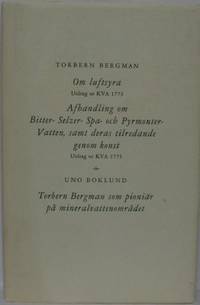 TORBERN BERGMAN
Om luftsyra
Utdrag ur KVA 1773
Afhandling om
Bitter- Selzer- Spa- och Pyrmonter-
Vatten, samt deras tilredande
genom konst
Utdrag ur KVA 1775
UNO BOKLUND
Torbern Bergman som pioniär
på mineralvattenområdet